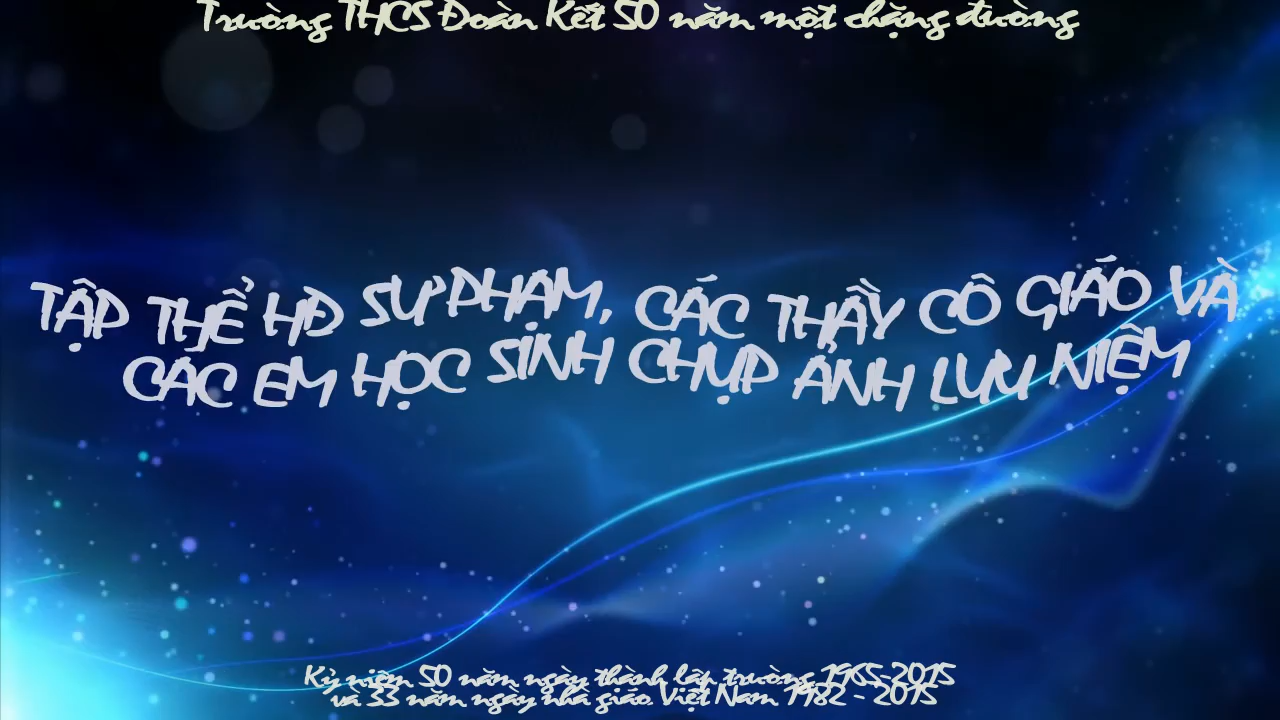 Trường THCS Đoàn Kết 50 năm một chặng đường
TẬP THỂ HĐ SƯ PHẠM, CÁC THẦY CÔ GIÁO VÀ
CÁC EM HỌC SINH CHỤP ẢNH LƯU NIỆM
Kỷ niệm 50 năm ngày thành lập trường 1965-2015
và 33 năm ngày nhà giáo Việt Nam 1982 - 2015